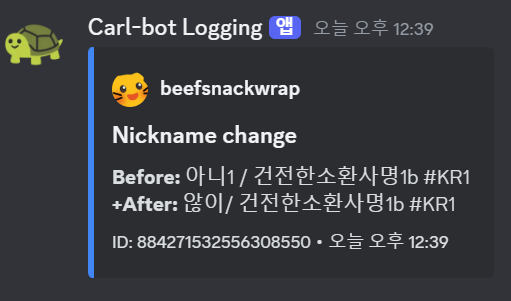 Carl-bot Logging 앱 오늘 오후 12:39
beefsnackwrap
Nickname change
Before: 아니1 / 건전한소환사명1b #KR1
+After: 않이/ 건전한소환사명1b #KR1
ID: 884271532556308550 • 오늘 오후 12:39